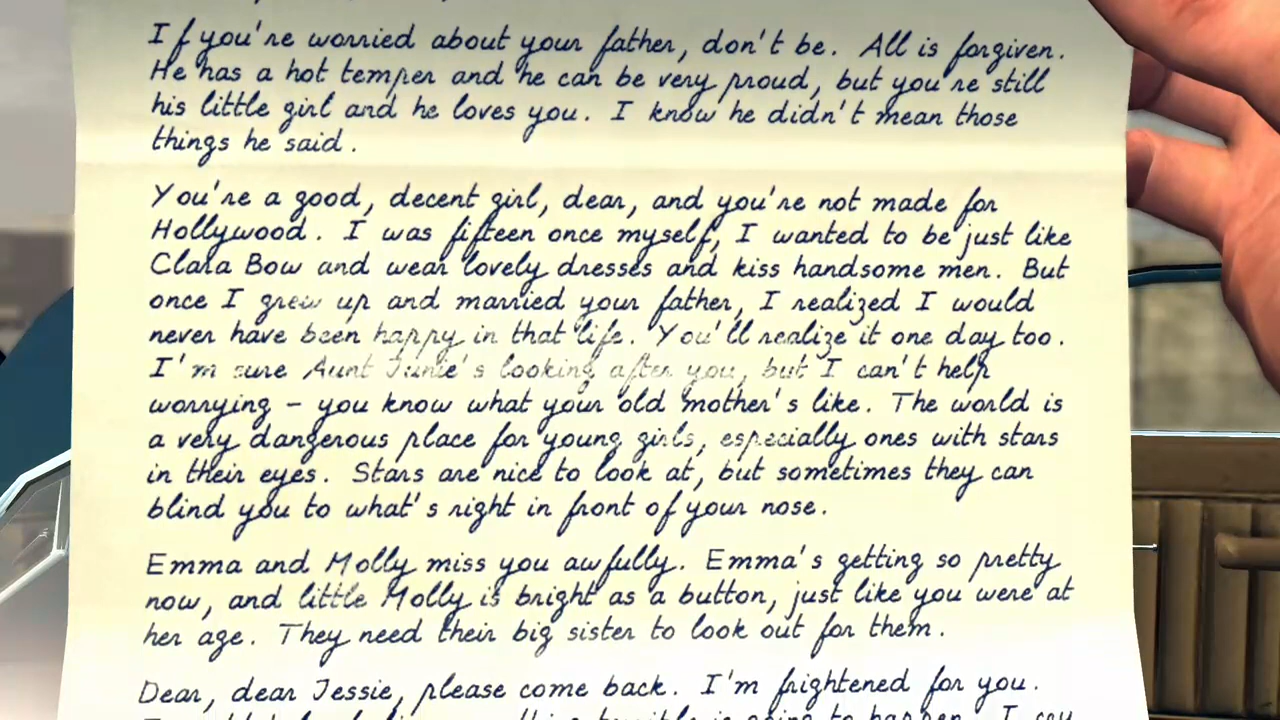 If you're worried about your father, don't be. All is forgiven.
He has a hot temper and he can be very proud, but you're still
his little girl and he loves you. I know he didn't mean those
things he said.
You're a good, decent girl, dear, and you're not made for
Hollywood. I was fifteen once myself, I wanted to be just like
Clara Bow and wear lovely dresses and kiss handsome men. But
once I grew up and married your father, I realized I would
never have been happy in that life. You'll realize it one day too.
I'm sure Aunt Junie's looking after you, but I can't help
worrying - you know what your old mother's like. The world is
a very dangerous place for young girls, especially ones with stars
in their eyes. Stars are nice to look at, but sometimes they can
blind you to what's right in front of your nose.
Emma and Molly miss you awfully. Emma's getting so pretty
now, and little Molly is bright as a button, just like you were at
her age. They need their big sister to look out for them.
Dear, dear Jessie, please come back. I'm frightened for you.
terrible is going to happen. I cry